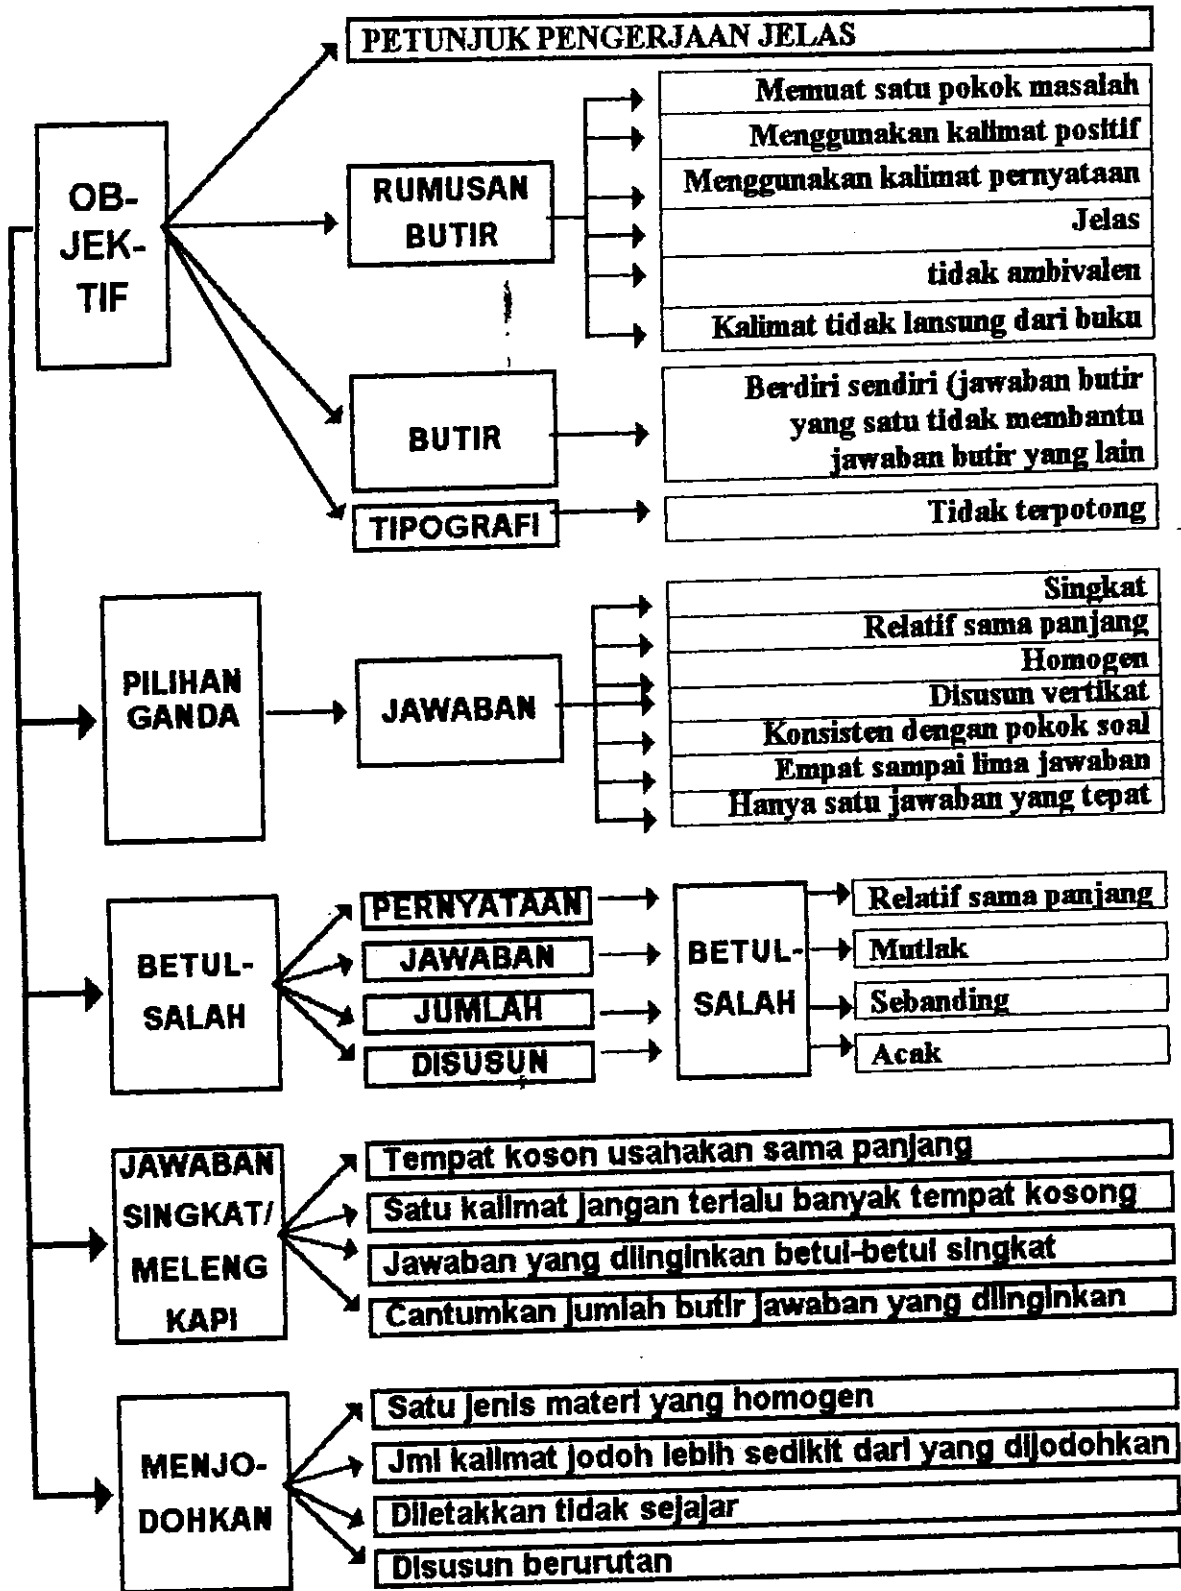 PETUNJUK PENGERJAAN JELAS
OB-
JEK-
TIF
RUMUSAN
BUTIR
Memuat satu pokok masalah
Menggunakan kalimat positif
Menggunakan kalimat pernyataan
Jelas
tidak ambivalen
Kalimat tidak lansung dari buku
BUTIR
Berdiri sendiri (jawaban butir
yang satu tidak membantu
jawaban butir yang lain
TIPOGRAFI
Tidak terpotong
PILIHAN
GANDA
JAWABAN
Singkat
Relatif sama panjang
Homogen
Disusun vertikat
Konsisten dengan pokok soal
Empat sampai lima jawaban
Hanya satu jawaban yang tepat
BETUL-
SALAH
PERNYATAAN
JAWABAN
JUMLAH
DISUSUN
BETUL-
SALAH
Relatif sama panjang
Mutlak
Sebanding
Acak
JAWABAN
SINGKAT/
MELENG
KAPI
Tempat koson usahakan sama panjang
Satu kalimat jangan terlalu banyak tempat kosong
Jawaban yang diinginkan betul-betul singkat
Cantumkan jumlah butir jawaban yang diinginkan
MENJO-
DOHKAN
Satu jenis materi yang homogen
Jml kalimat jodoh lebih sedikit dari yang dijodohkan
Diletakkan tidak sejajar
Disusun berurutan